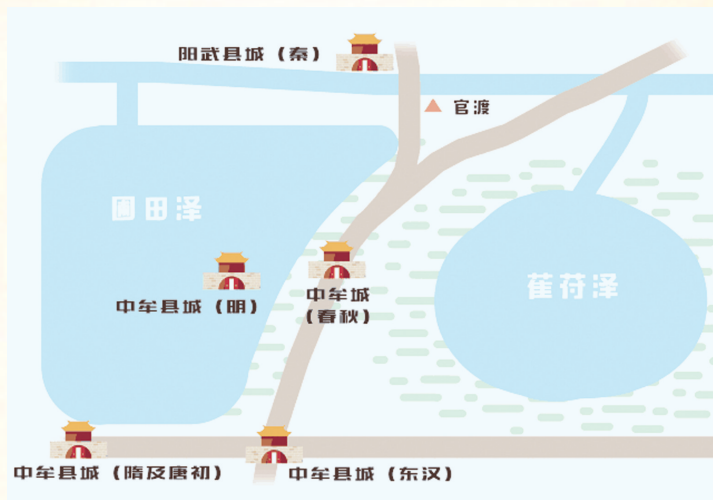 阳武县城（秦）
官渡
圃田泽
萑苻泽
中牟城
（春秋）
中牟县城（明）
中牟县城（隋及唐初）
中牟县城（东汉）